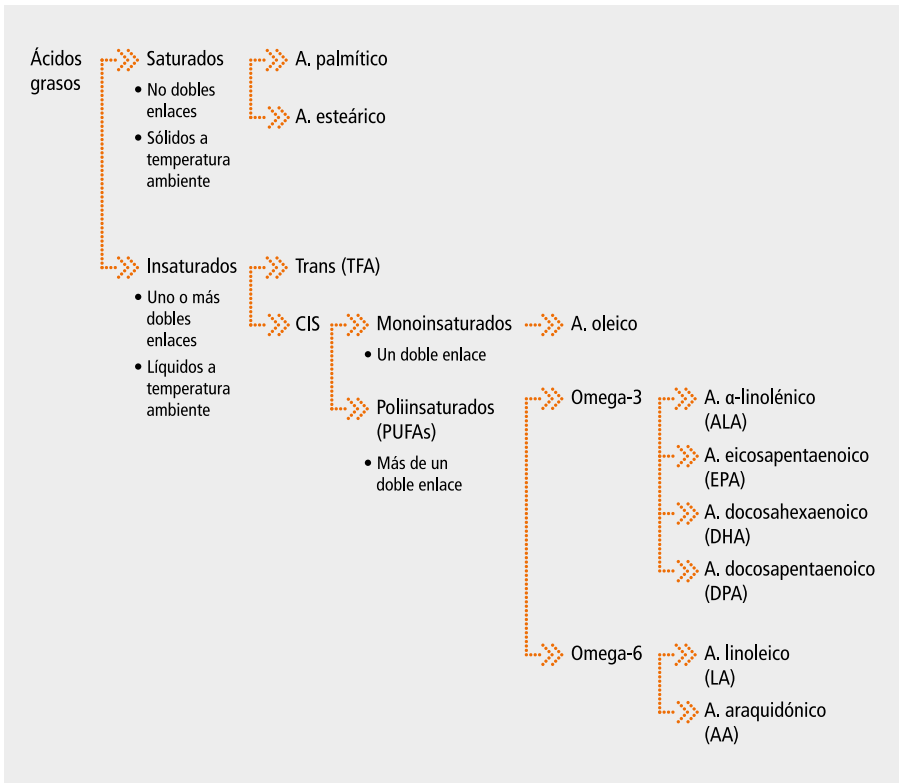 Ácidos
grasos
Saturados
• No dobles
enlaces
• Sólidos a
temperatura
ambiente
A. palmítico
A. esteárico
Insaturados
• Uno o más
dobles
enlaces
• Líquidos a
temperatura
ambiente
Trans (TFA)
CIS
Monoinsaturados
• Un doble enlace
A. oleico
Poliinsaturados
(PUFAs)
• Más de un
doble enlace
Omega-3
A. α-linolénico
(ALA)
A. eicosapentaenoico
(EPA)
A. docosahexaenoico
(DHA)
A. docosapentaenoico
(DPA)
Omega-6
A. linoleico
(LA)
A. araquidónico
(AA)